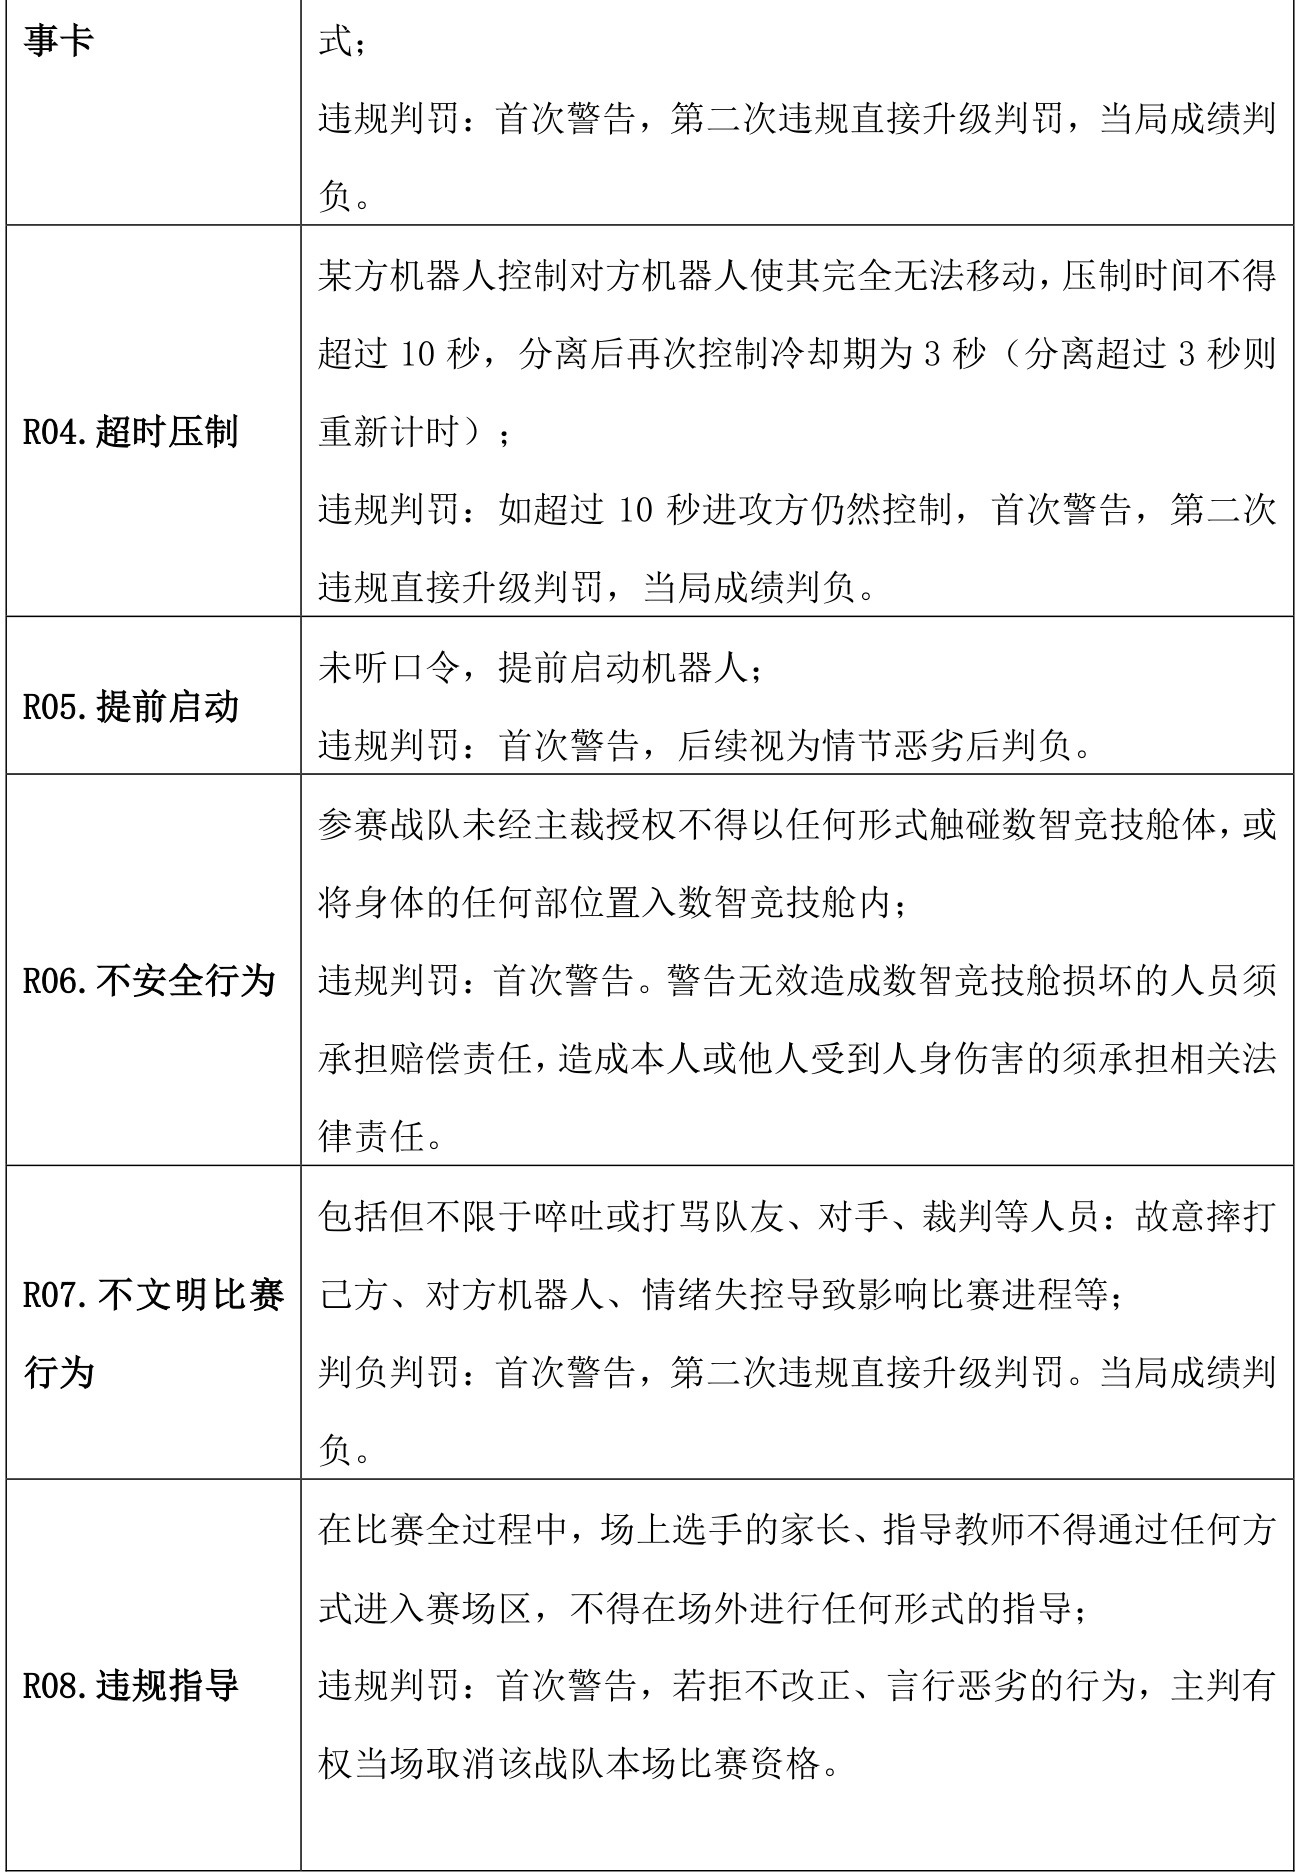 事卡
式；
违规判罚：首次警告，第二次违规直接升级判罚，当局成绩判
负。
R04.超时压制
某方机器人控制对方机器人使其完全无法移动，压制时间不得
超过 10 秒，分离后再次控制冷却期为 3 秒（分离超过 3 秒则
重新计时）；
违规判罚：如超过 10 秒进攻方仍然控制，首次警告，第二次
违规直接升级判罚，当局成绩判负。
R05.提前启动
未听口令，提前启动机器人；
违规判罚：首次警告，后续视为情节恶劣后判负。
R06.不安全行为
参赛战队未经主裁授权不得以任何形式触碰数智竞技舱体，或
将身体的任何部位置入数智竞技舱内；
违规判罚：首次警告。警告无效造成数智竞技舱损坏的人员须
承担赔偿责任，造成本人或他人受到人身伤害的须承担相关法
律责任。
R07.不文明比赛
行为
包括但不限于啐吐或打骂队友、对手、裁判等人员：故意摔打
己方、对方机器人、情绪失控导致影响比赛进程等；
判负判罚：首次警告，第二次违规直接升级判罚。当局成绩判
负。
R08.违规指导
在比赛全过程中，场上选手的家长、指导教师不得通过任何方
式进入赛场区，不得在场外进行任何形式的指导；
违规判罚：首次警告，若拒不改正、言行恶劣的行为，主判有
权当场取消该战队本场比赛资格。